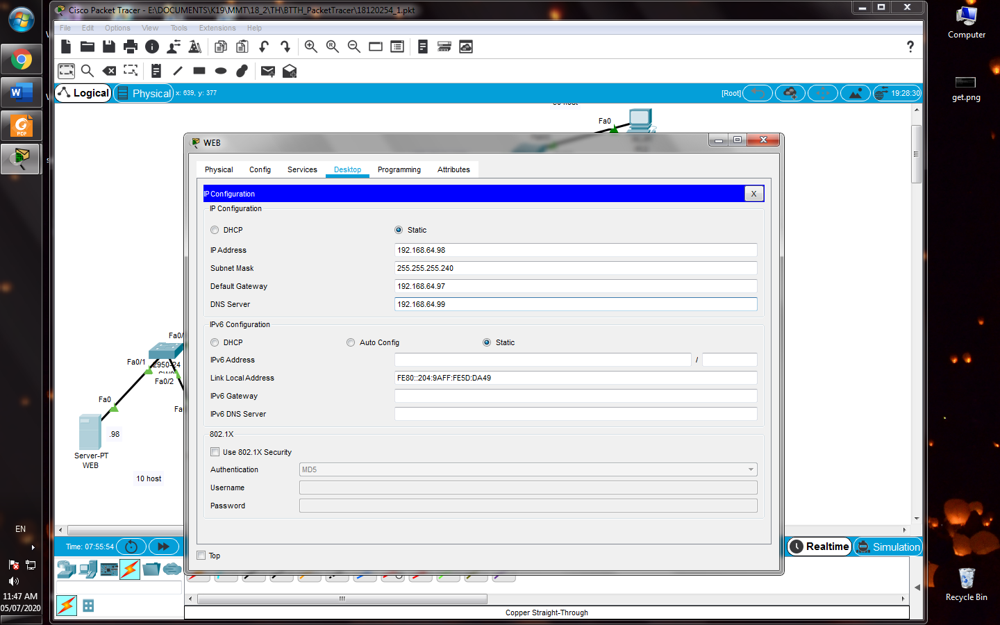 Cisco Packet Tracer - E:\DOCUMENTS\K19\MMT\18_2\TH\BTTH_PacketTracer\18120254_1.pkt
Computer
File Edit Options View Tools Extensions Help
get.png
Logical Physical x: 639, y: 377 [Root] 19:28:30
Fa0
WEB
Physical Config Services Desktop Programming Attributes
IP Configuration X
IP Configuration
DHCP Static
IP Address 192.168.64.98
Subnet Mask 255.255.255.240
Default Gateway 192.168.64.97
DNS Server 192.168.64.99
IPv6 Configuration
DHCP Auto Config Static
IPv6 Address /
Link Local Address FE80::204:9AFF:FE5D:DA49
IPv6 Gateway
IPv6 DNS Server
802.1X
Use 802.1X Security
Authentication MD5
Username
Password
Top
Fa0/
Fa0/1
2950-24
Fa0/2
Fa0
.98
Server-PT
WEB
10 host
Time: 07:55:54
Realtime Simulation
Copper Straight-Through
EN
11:47 AM
05/07/2020
Recycle Bin
PDF